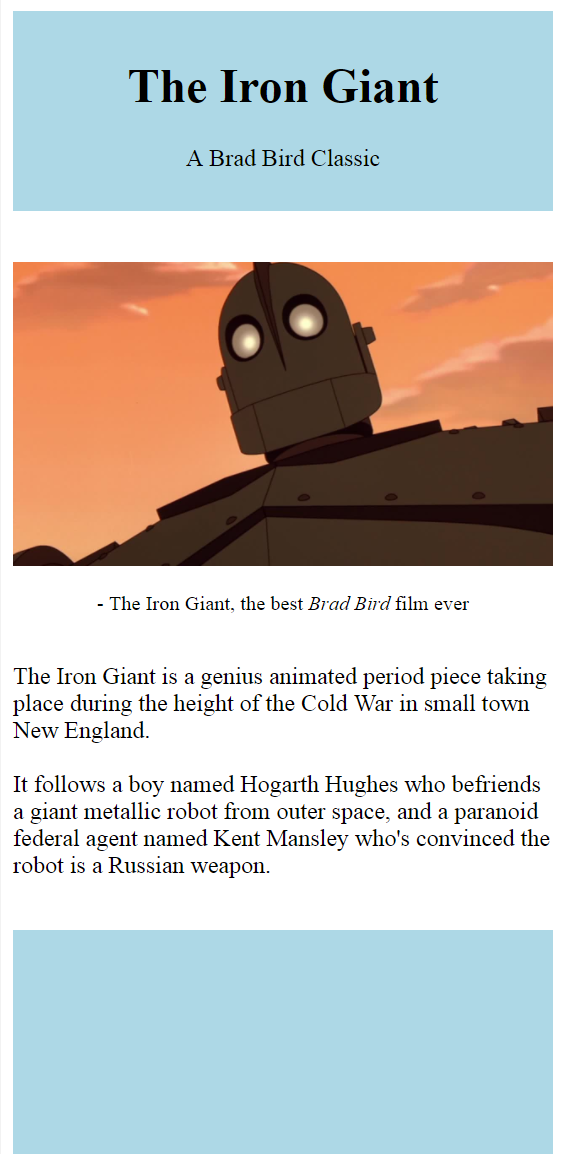 The Iron Giant
A Brad Bird Classic
- The Iron Giant, the best Brad Bird film ever
The Iron Giant is a genius animated period piece taking
place during the height of the Cold War in small town
New England.
It follows a boy named Hogarth Hughes who befriends
a giant metallic robot from outer space, and a paranoid
federal agent named Kent Mansley who's convinced the
robot is a Russian weapon.